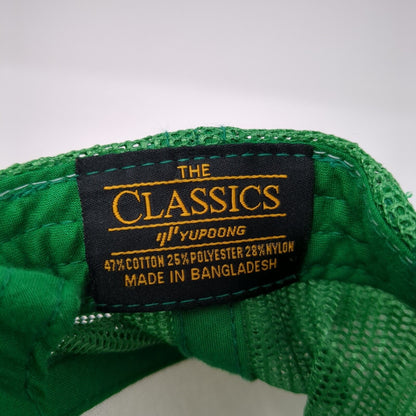 THE
CLASSICS
YUPOONG
47% COTTON 25% POLYESTER 28% NYLON
MADE IN BANGLADESH